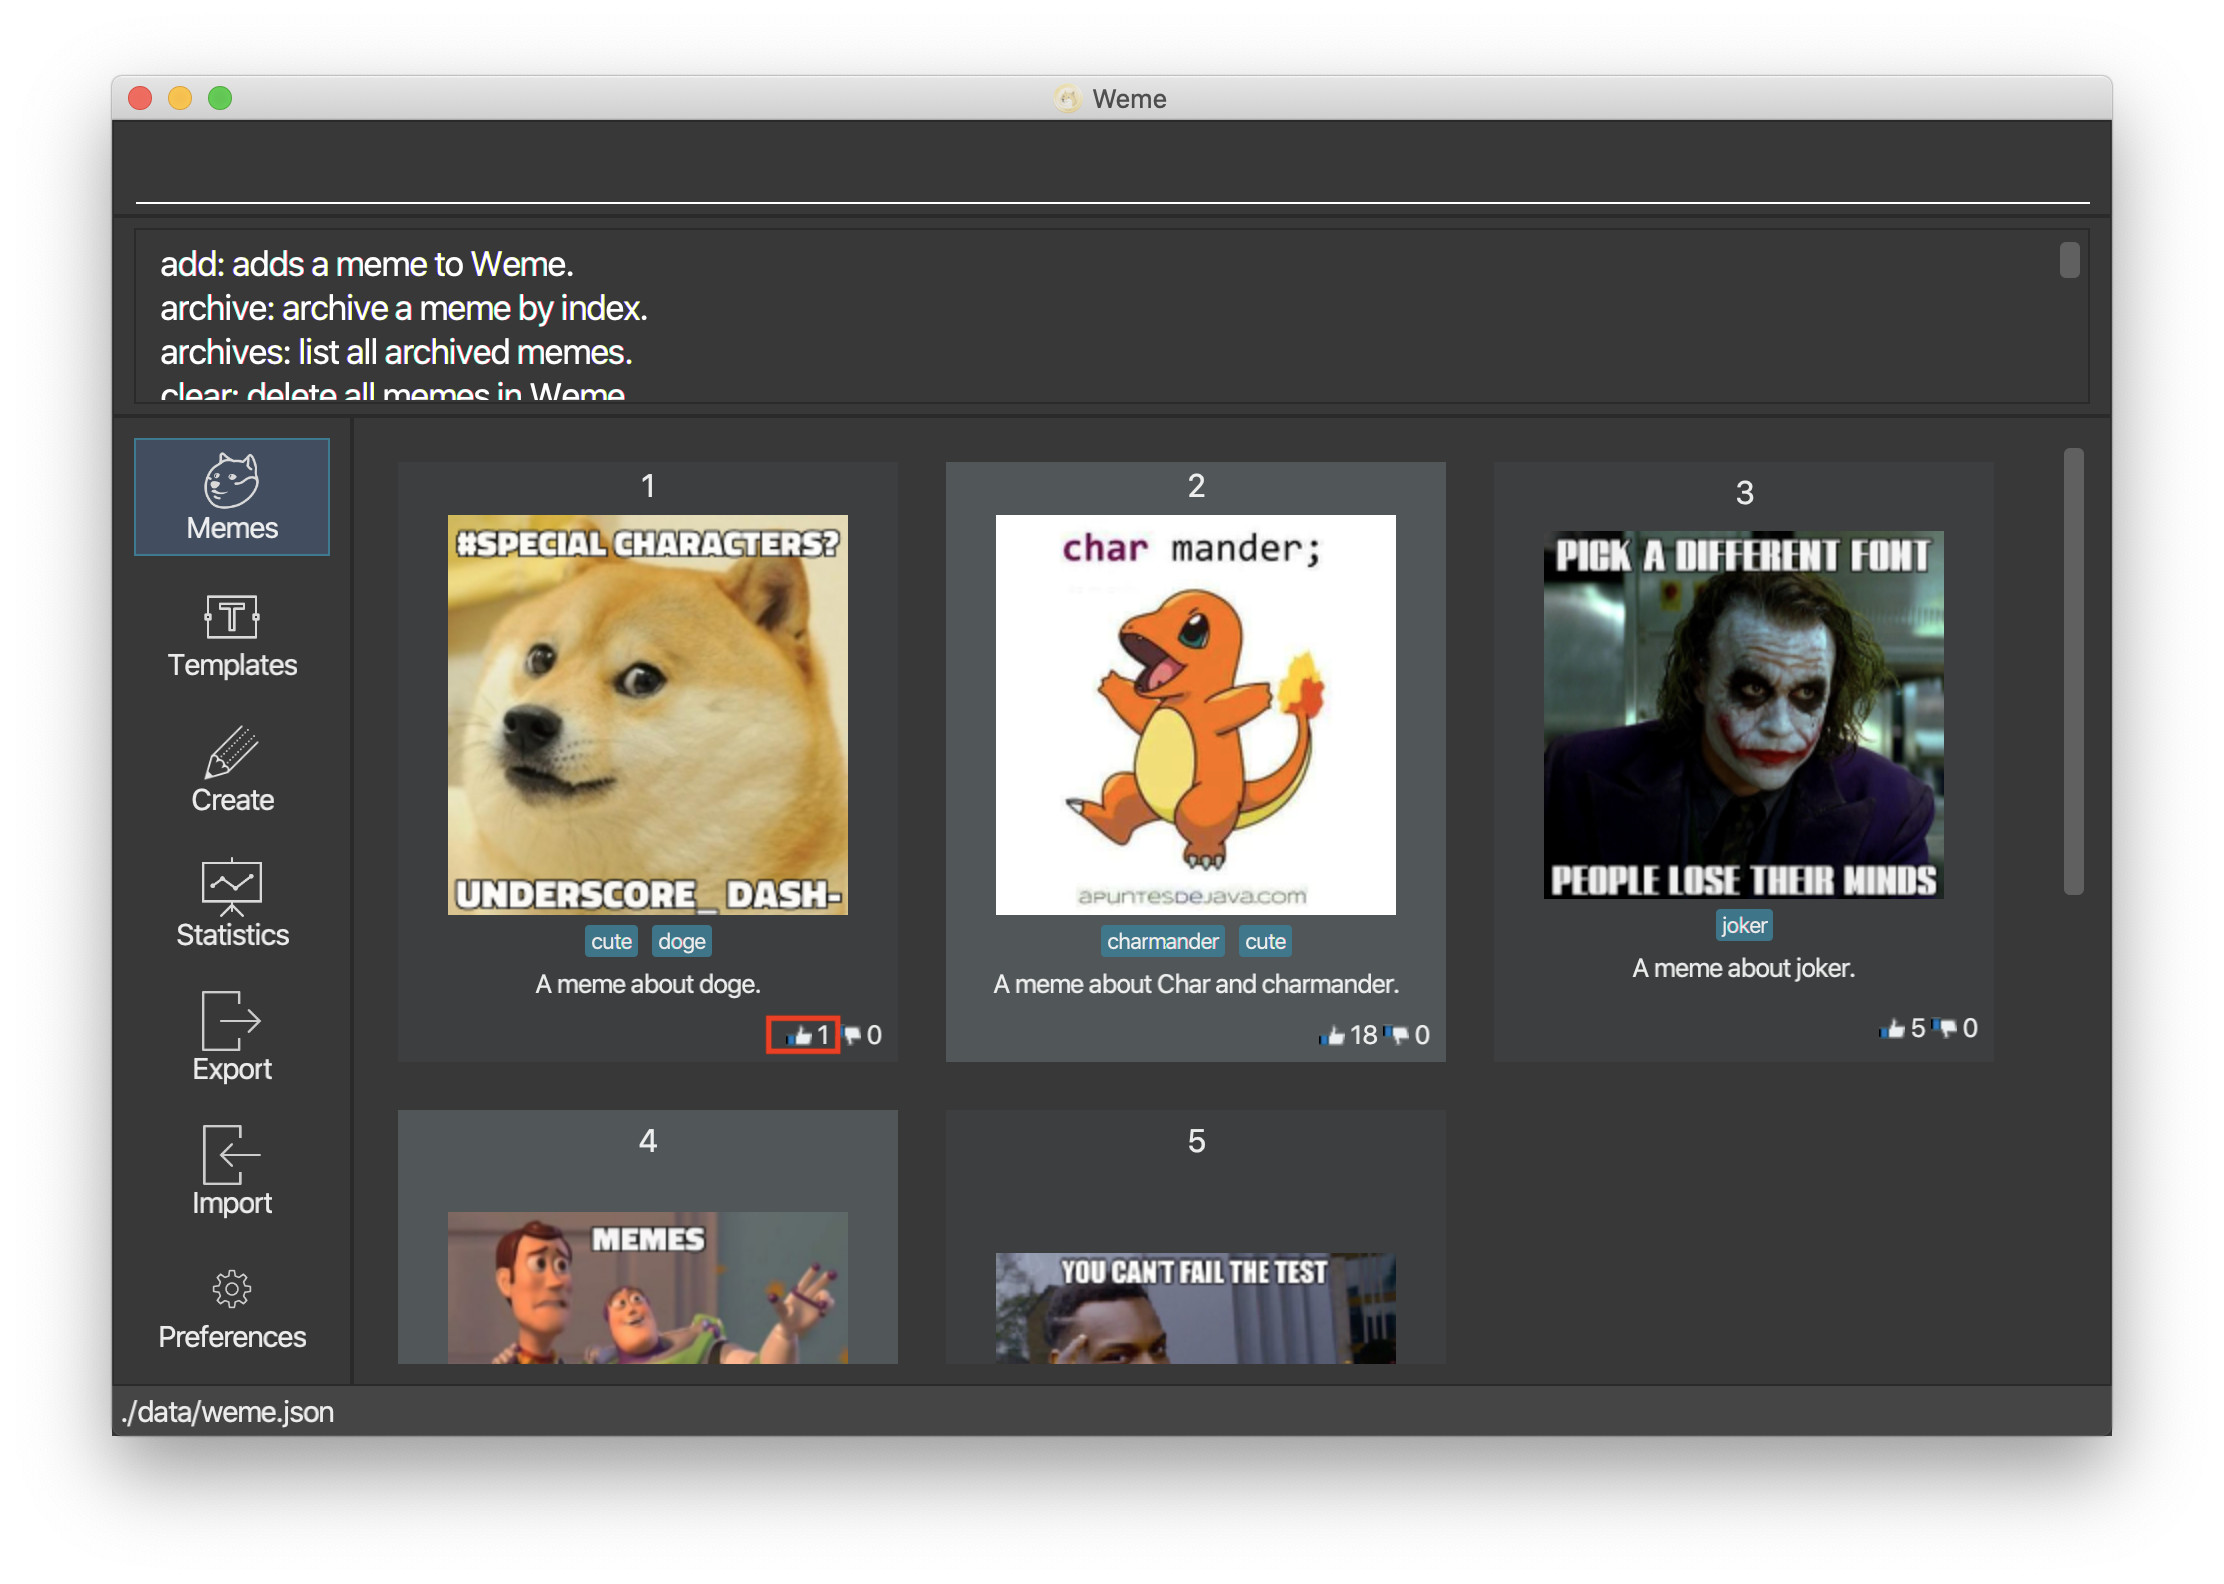 Weme
add: adds a meme to Weme.
archive: archive a meme by index.
archives: list all archived memes.
clear: delete all memes in Weme
Memes
Templates
Create
Statistics
Export
Import
Preferences
1
#SPECIAL CHARACTERS?
UNDERSCORE_ DASH-
cute doge
A meme about doge.
1 0
2
char mander;
apuntesdejava.com
charmander cute
A meme about Char and charmander.
18 0
3
PICK A DIFFERENT FONT
PEOPLE LOSE THEIR MINDS
joker
A meme about joker.
5 0
4
MEMES
5
YOU CAN'T FAIL THE TEST
./data/weme.json